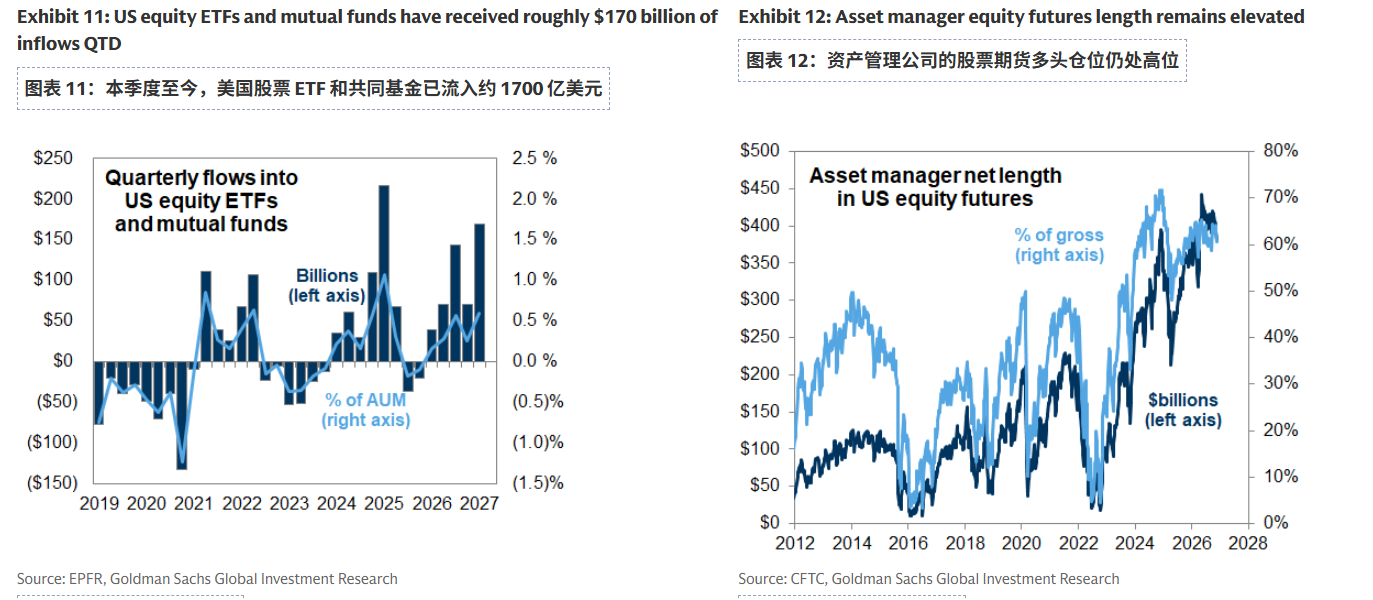 Exhibit 11: US equity ETFs and mutual funds have received roughly $170 billion of
inflows QTD
图表 11：本季度至今，美国股票 ETF 和共同基金已流入约 1700 亿美元
$250
$200
$150
$100
$50
$0
($50)
($100)
($150)
Quarterly flows into
US equity ETFs
and mutual funds
Billions
(left axis)
% of AUM
(right axis)
2.5 %
2.0 %
1.5 %
1.0 %
0.5 %
0.0 %
(0.5)%
(1.0)%
(1.5)%
2019 2020 2021 2022 2023 2024 2025 2026 2027
Source: EPFR, Goldman Sachs Global Investment Research
Exhibit 12: Asset manager equity futures length remains elevated
图表 12：资产管理公司的股票期货多头仓位仍处高位
$500
$450
$400
$350
$300
$250
$200
$150
$100
$50
$0
Asset manager net length
in US equity futures
% of gross
(right axis)
$billions
(left axis)
80%
70%
60%
50%
40%
30%
20%
10%
0%
2012 2014 2016 2018 2020 2022 2024 2026 2028
Source: CFTC, Goldman Sachs Global Investment Research